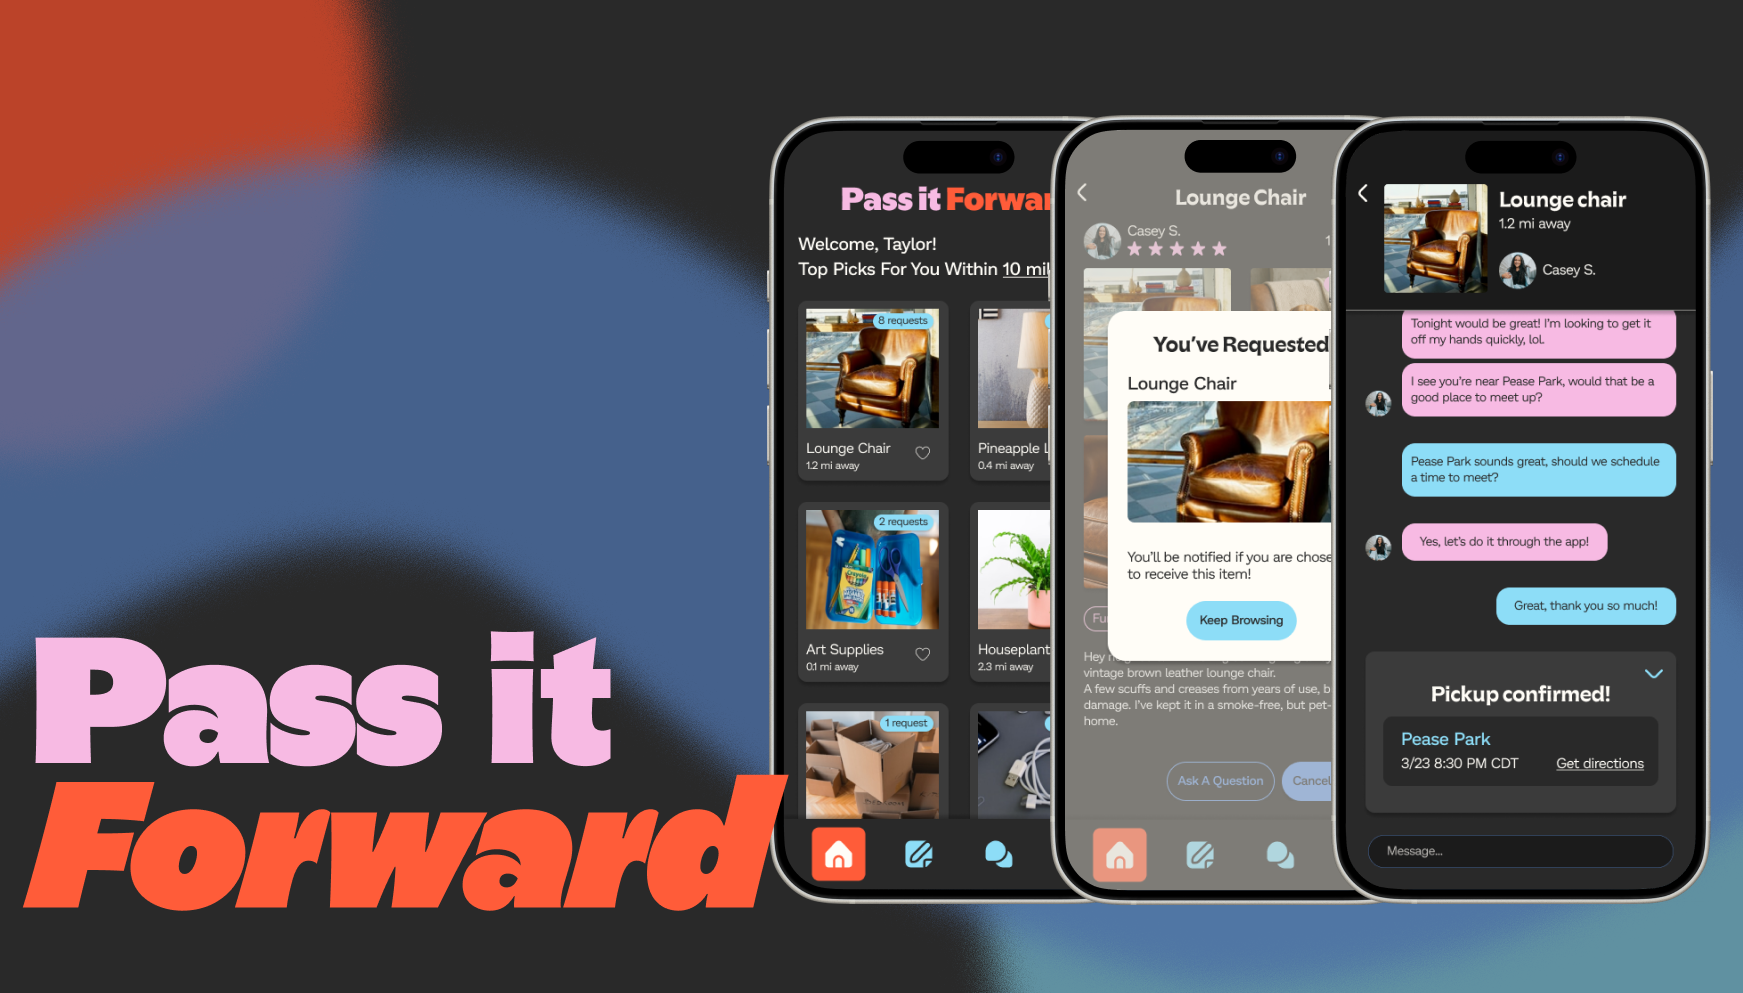 Pass it
Forward
Pass it Forwar
Welcome, Taylor!
Top Picks For You Within 10 mil
8 requests
Lounge Chair
1.2 mi away
Pineapple L
0.4 mi away
2 requests
Art Supplies
0.1 mi away
Houseplant
2.3 mi away
1 request
Lounge Chair
Casey S.
1
You've Requested
Lounge Chair
You'll be notified if you are chose
to receive this item!
Keep Browsing
Fu
Hey
vintage brown leather lounge chair.
A few scuffs and creases from years of use, b
damage. I've kept it in a smoke-free, but pet-
home.
Ask A Question
Cancel
Lounge chair
1.2 mi away
Casey S.
Tonight would be great! I'm looking to get it
off my hands quickly, lol.
I see you're near Pease Park, would that be a
good place to meet up?
Pease Park sounds great, should we schedule
a time to meet?
Yes, let's do it through the app!
Great, thank you so much!
Pickup confirmed!
Pease Park
3/23 8:30 PM CDT
Get directions
Message...